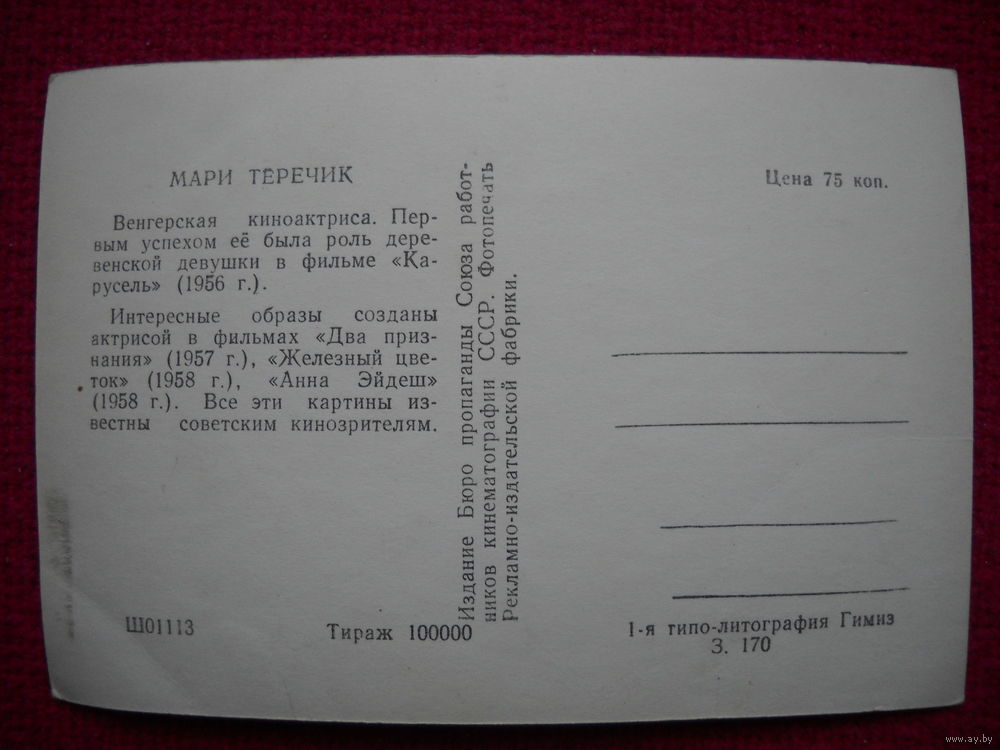 МАРИ ТЕРЕЧИК
Венгерская киноактриса. Пер-
вым успехом её была роль дере-
венской девушки в фильме «Ка-
русель» (1956 г.).
Интересные образы созданы
актрисой в фильмах «Два приз-
нания» (1957 г.), «Железный цве-
ток» (1958 г.), «Анна Эйдеш»
(1958 г.). Все эти картины из-
вестны советским кинозрителям.
Ш01113
Тираж 100000
Издание Бюро пропаганды Союза работ-
ников кинематографии СССР. Фотопечать
Рекламно-издательской фабрики.
Цена 75 коп.
1-я типо-литография Гимиз
З. 170
www.ay.by